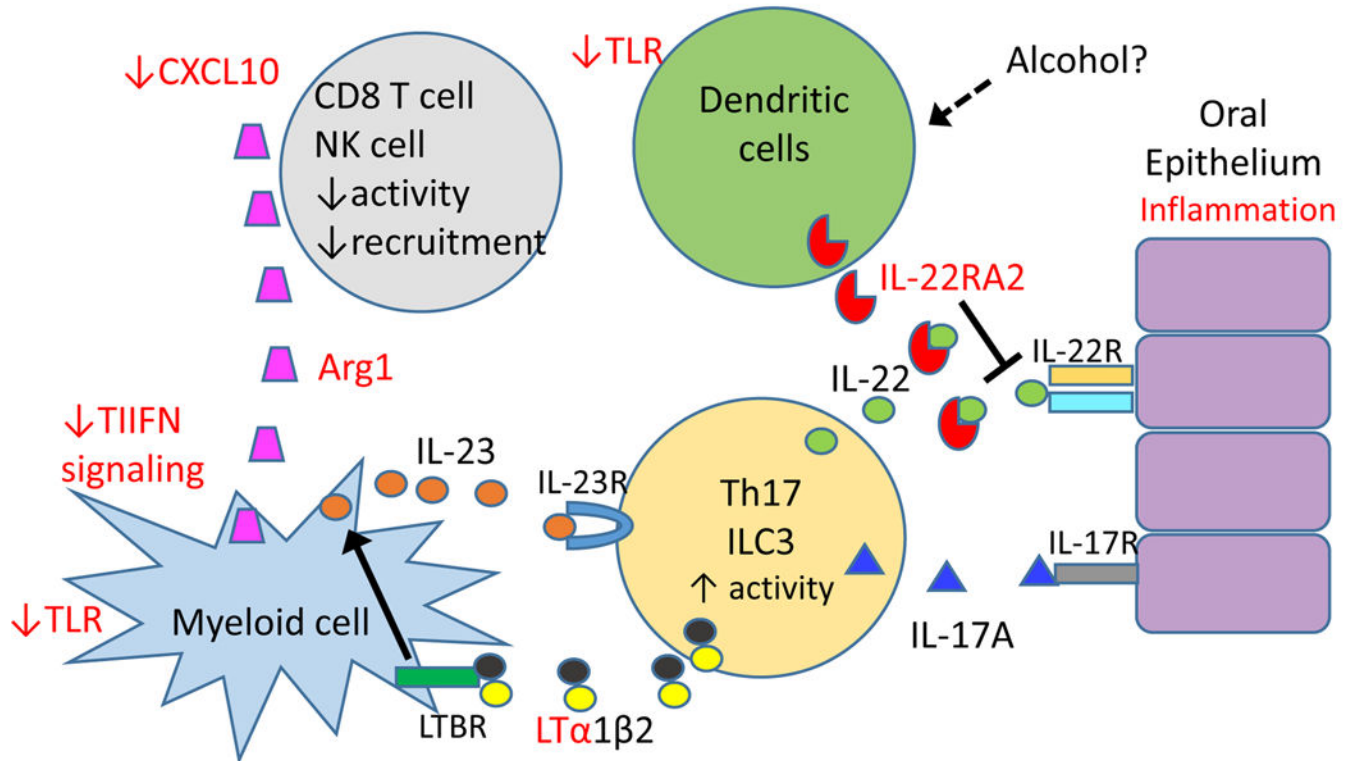 ↓CXCL10
CD8 T cell
NK cell
↓activity
↓recruitment
↓TLR
Dendritic
cells
Alcohol?
Oral
Epithelium
Inflammation
IL-22RA2
IL-22R
IL-22
Arg1
↓TIIFN
signaling
IL-23
IL-23R
Th17
ILC3
↑ activity
IL-17R
IL-17A
↓TLR
Myeloid cell
LTBR
LTα1β2